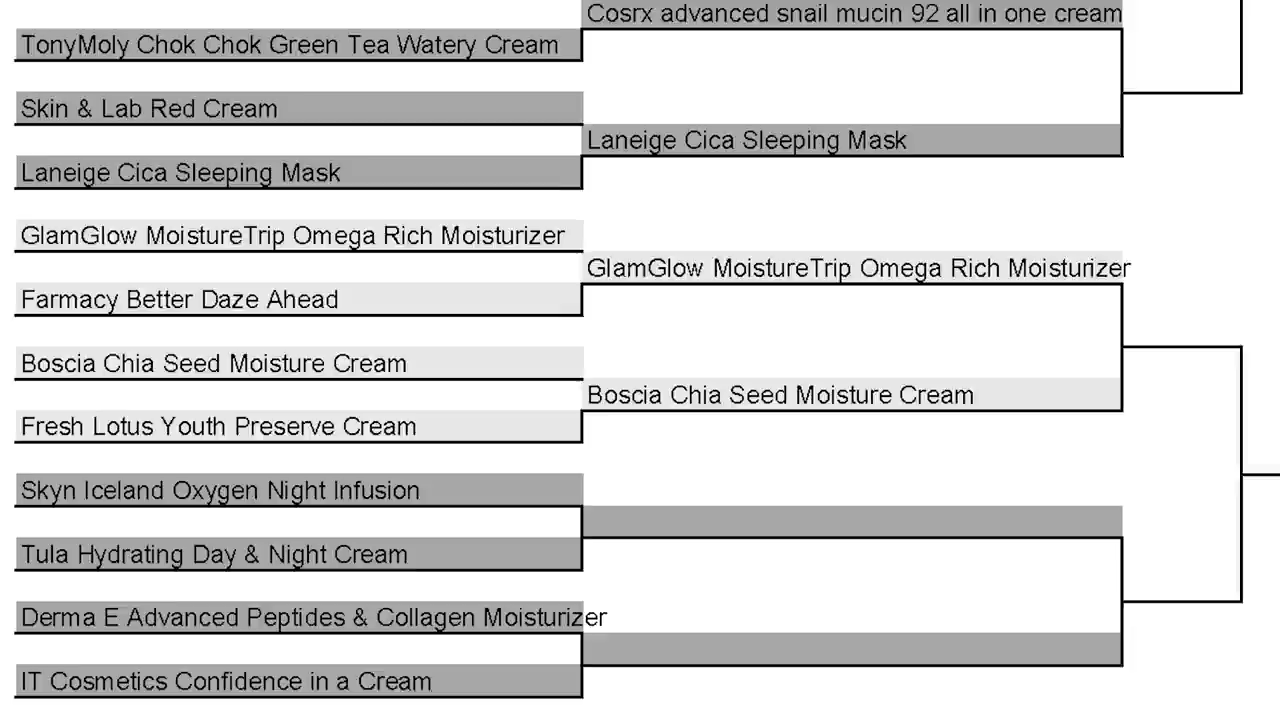 Cosrx advanced snail mucin 92 all in one cream
TonyMoly Chok Chok Green Tea Watery Cream
Skin & Lab Red Cream
Laneige Cica Sleeping Mask
Laneige Cica Sleeping Mask
GlamGlow MoistureTrip Omega Rich Moisturizer
GlamGlow MoistureTrip Omega Rich Moisturizer
Farmacy Better Daze Ahead
Boscia Chia Seed Moisture Cream
Boscia Chia Seed Moisture Cream
Fresh Lotus Youth Preserve Cream
Skyn Iceland Oxygen Night Infusion
Tula Hydrating Day & Night Cream
Derma E Advanced Peptides & Collagen Moisturizer
IT Cosmetics Confidence in a Cream